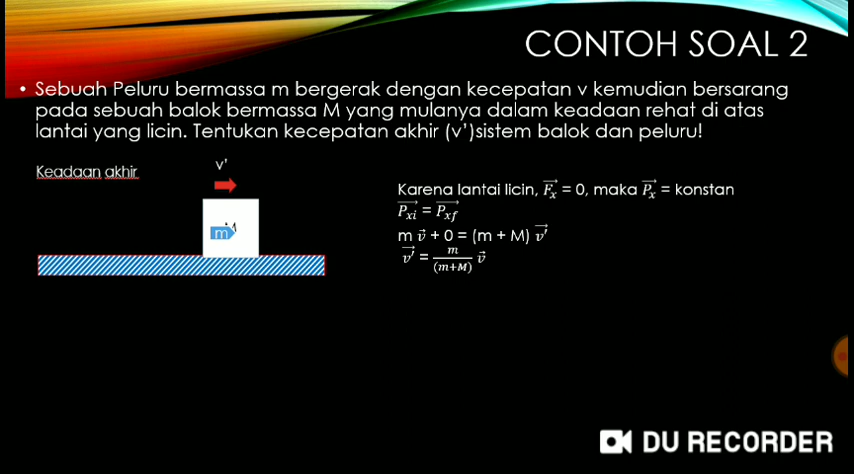 CONTOH SOAL 2
• Sebuah Peluru bermassa m bergerak dengan kecepatan v kemudian bersarang
pada sebuah balok bermassa M yang mulanya dalam keadaan rehat di atas
lantai yang licin. Tentukan kecepatan akhir (v')sistem balok dan peluru!
Keadaan akhir
v'
M
m
Karena lantai licin, F⃗ₓ = 0, maka P⃗ₓ = konstan
P⃗xi = P⃗xf
m v⃗ + 0 = (m + M) v⃗'
v⃗' = m/(m+M) v⃗
DU RECORDER